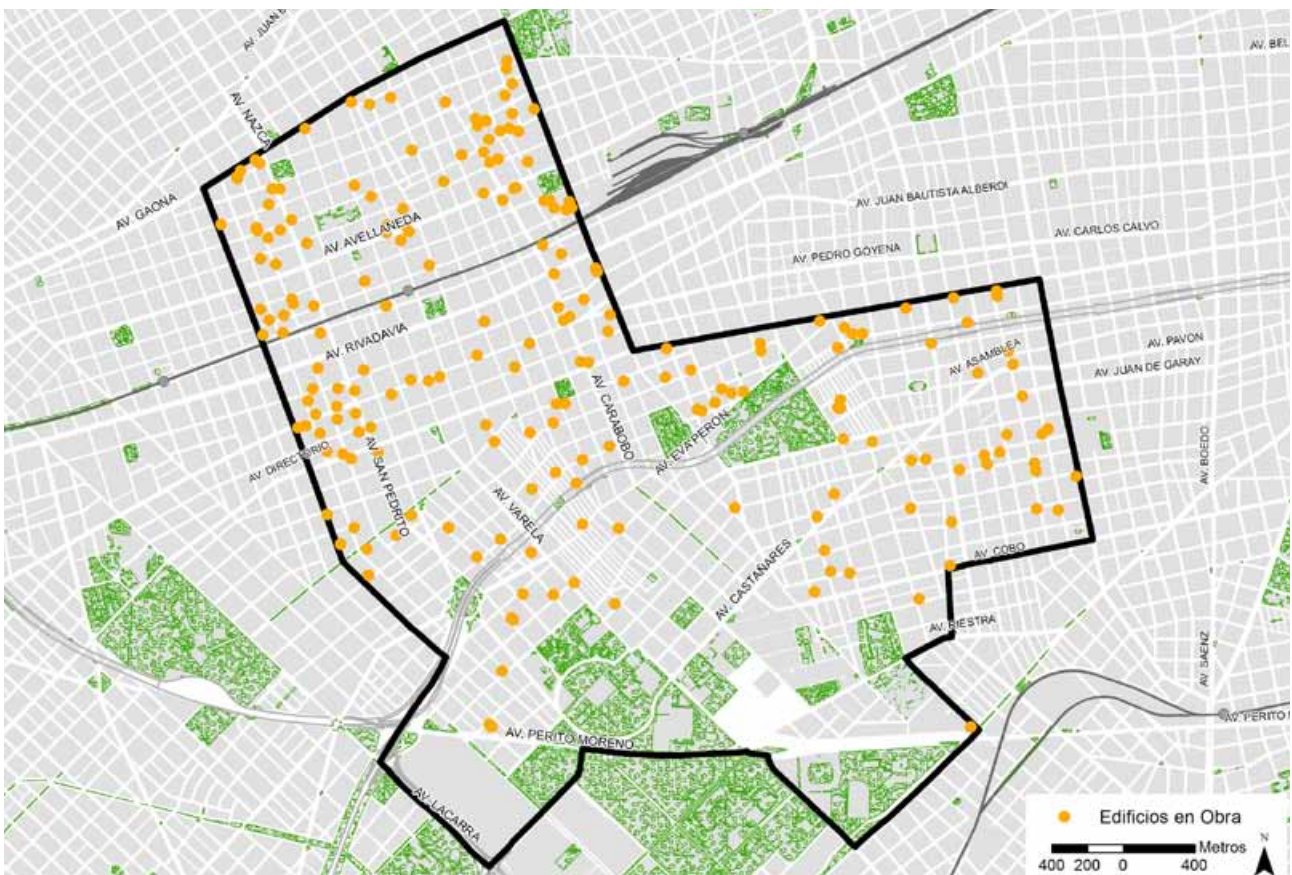 AV. JUAN B
AV. BEL
AV. NAZCA
AV. GAONA
AV. JUAN BAUTISTA ALBERDI
AV. AVELLANEDA
AV. CARLOS CALVO
AV. PEDRO GOYENA
AV. RIVADAVIA
AV. ASAMBLEA
AV. PAVON
AV. JUAN DE GARAY
AV. CARABOBO
AV. EVA PERON
AV. BOEDO
AV. DIRECTORIO
AV. SAN PEDRITO
AV. VARELA
AV. CASTAÑARES
AV. COBO
AV. RIESTRA
AV. SAENZ
AV. PERITO MORENO
AV. PERITO M
AV. LACARRA
Edificios en Obra
N
Metros
400 200 0 400